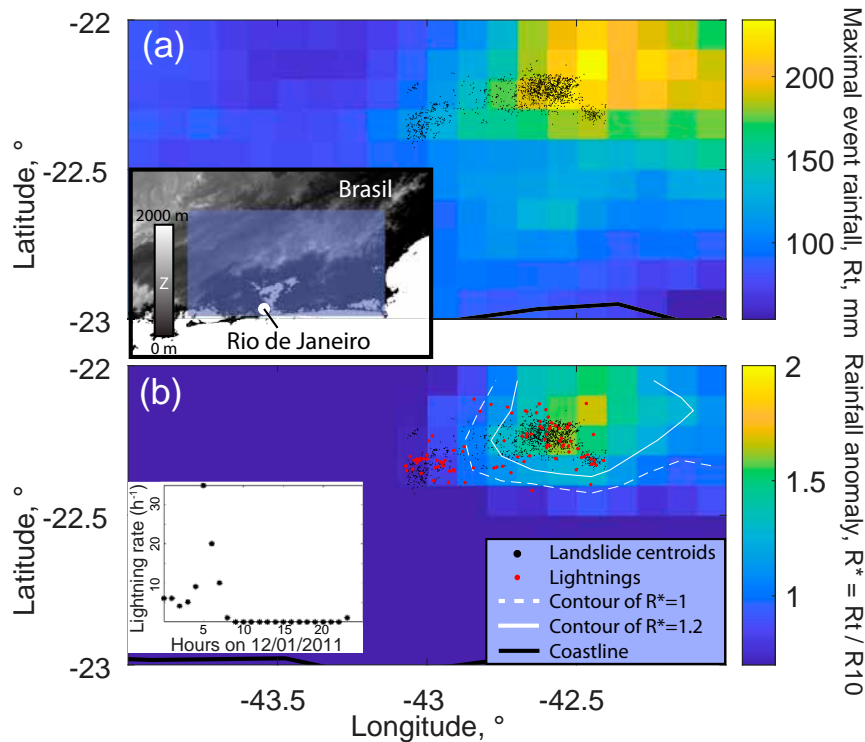 -22
(a)
200
150
100
Maximal event rainfall, Rt, mm
Latitude, °
-22.5
-23
Brasil
2000 m
Z
0 m
Rio de Janeiro
-22
(b)
2
1.5
1
Rainfall anomaly, R* = Rt / R10
Latitude, °
-22.5
-23
Lightning rate (h⁻¹)
30
20
10
5
10
15
20
Hours on 12/01/2011
Landslide centroids
Lightnings
Contour of R*=1
Contour of R*=1.2
Coastline
-43.5
-43
-42.5
Longitude, °